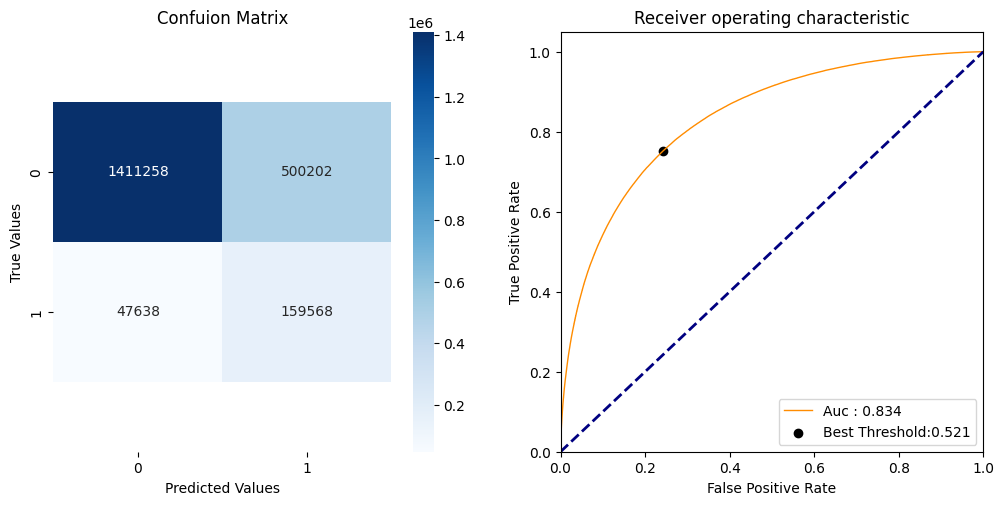 Confuion Matrix
1e6
1.4
1.2
1.0
0.8
0.6
0.4
0.2
True Values
0
1
1411258 500202
47638 159568
0 1
Predicted Values
Receiver operating characteristic
True Positive Rate
1.0
0.8
0.6
0.4
0.2
0.0
Auc : 0.834
Best Threshold:0.521
0.0 0.2 0.4 0.6 0.8 1.0
False Positive Rate